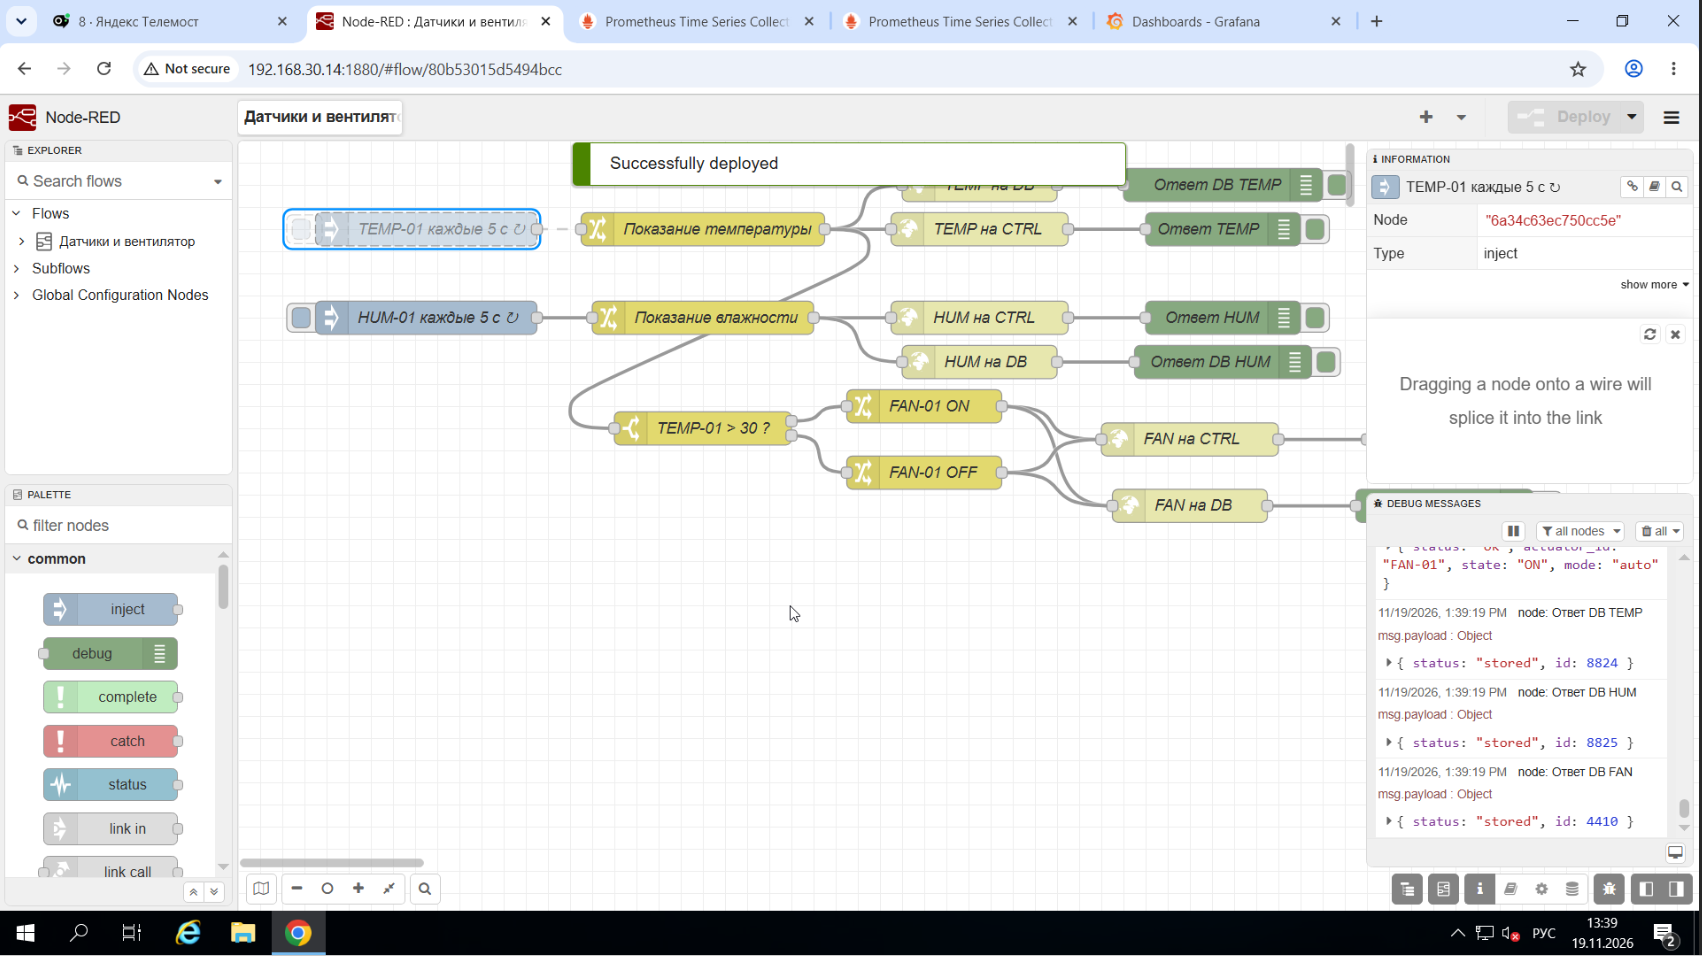 8 · Яндекс Телемост
Node-RED : Датчики и вентиля
Prometheus Time Series Collect
Prometheus Time Series Collect
Dashboards - Grafana
Not secure
192.168.30.14:1880/#flow/80b53015d5494bcc
Node-RED
Датчики и вентилят
Deploy
EXPLORER
Search flows
Flows
Датчики и вентилятор
Subflows
Global Configuration Nodes
PALETTE
filter nodes
common
inject
debug
complete
catch
status
link in
link call
Successfully deployed
TEMP на DB
Ответ DB TEMP
TEMP-01 каждые 5 с ↻
Показание температуры
TEMP на CTRL
Ответ TEMP
HUM-01 каждые 5 с ↻
Показание влажности
HUM на CTRL
Ответ HUM
HUM на DB
Ответ DB HUM
FAN-01 ON
TEMP-01 > 30 ?
FAN на CTRL
FAN-01 OFF
FAN на DB
INFORMATION
TEMP-01 каждые 5 с ↻
Node "6a34c63ec750cc5e"
Type inject
show more
Dragging a node onto a wire will
splice it into the link
DEBUG MESSAGES
all nodes
all
{ status: "ok", actuator_id:
"FAN-01", state: "ON", mode: "auto"
}
11/19/2026, 1:39:19 PM node: Ответ DB TEMP
msg.payload : Object
{ status: "stored", id: 8824 }
11/19/2026, 1:39:19 PM node: Ответ DB HUM
msg.payload : Object
{ status: "stored", id: 8825 }
11/19/2026, 1:39:19 PM node: Ответ DB FAN
msg.payload : Object
{ status: "stored", id: 4410 }
РУС
13:39
19.11.2026
2